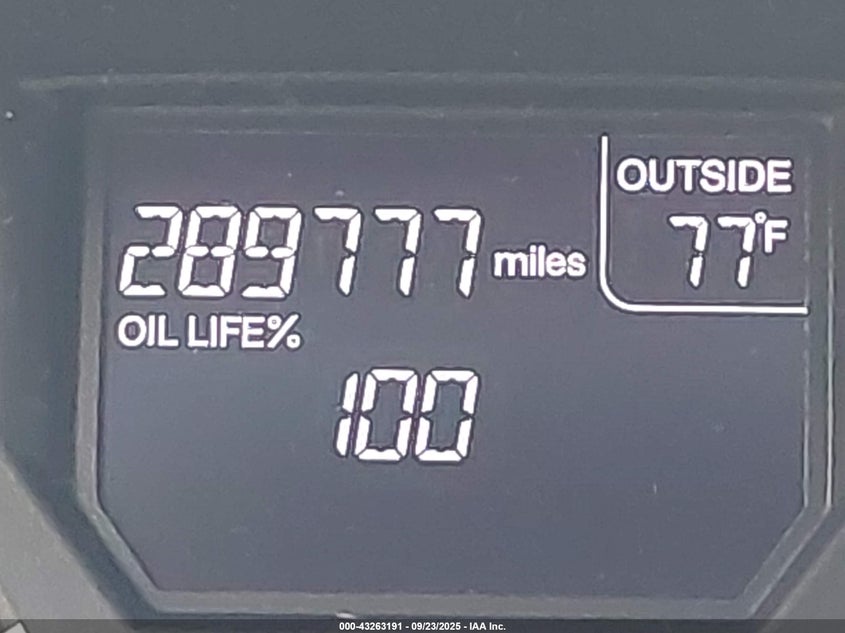 OUTSIDE
77°F
289777 miles
OIL LIFE%
100
000-43263191 - 09/23/2025 - IAA Inc.